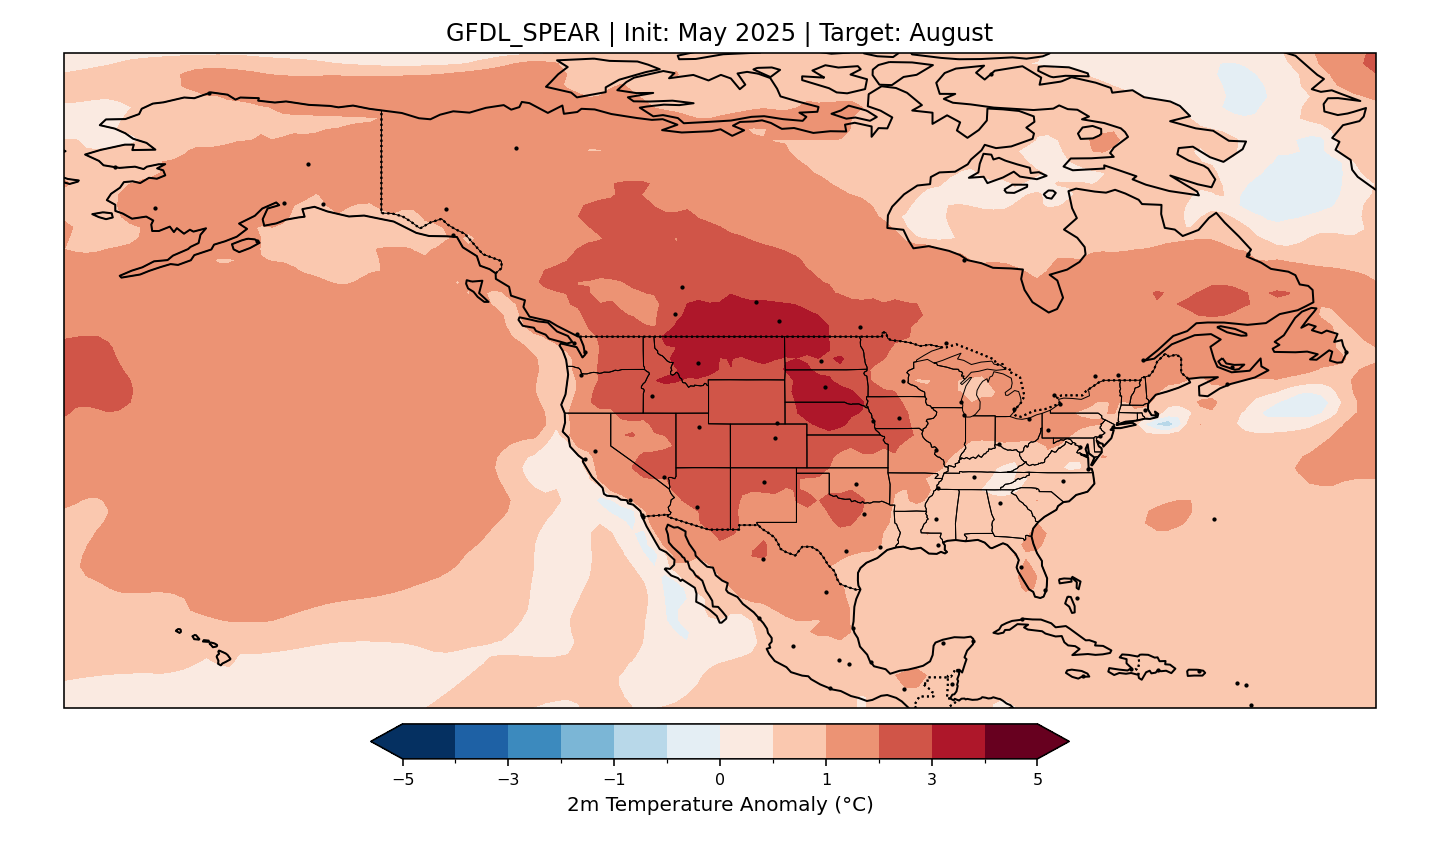 GFDL_SPEAR | Init: May 2025 | Target: August
−5 −3 −1 0 1 3 5
2m Temperature Anomaly (°C)